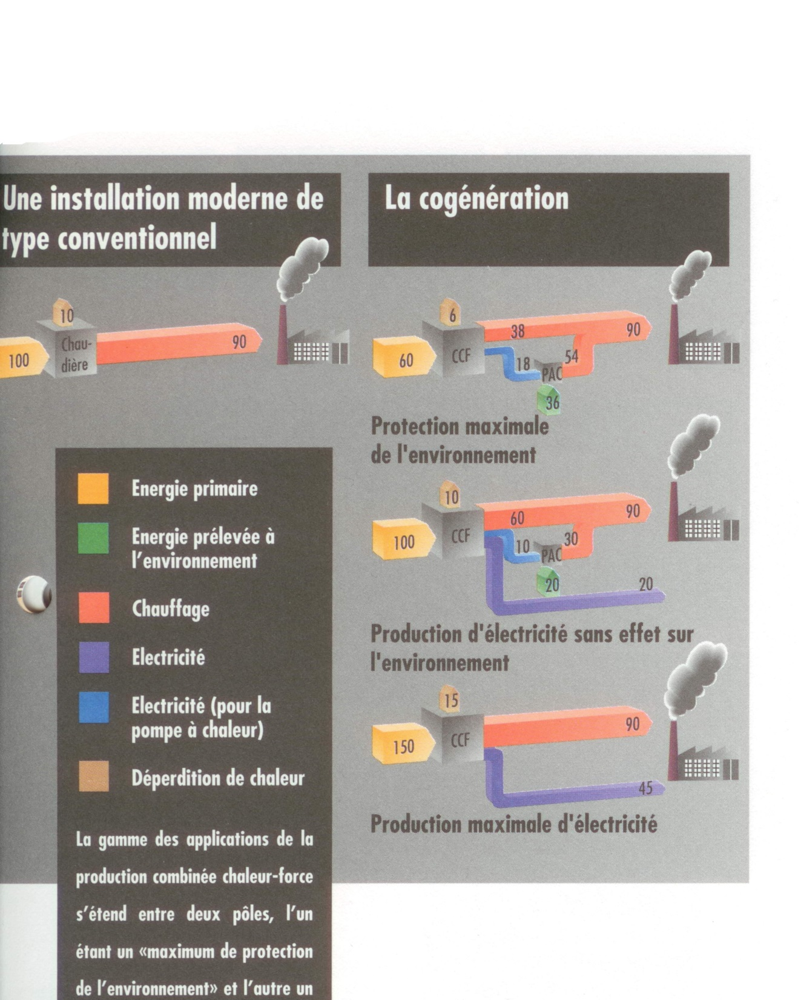 Une installation moderne de
type conventionnel
10
Chau-
dière
100
90
Energie primaire
Energie prélevée à
l'environnement
Chauffage
Electricité
Electricité (pour la
pompe à chaleur)
Déperdition de chaleur
La gamme des applications de la
production combinée chaleur-force
s'étend entre deux pôles, l'un
étant un «maximum de protection
de l'environnement» et l'autre un
La cogénération
6
60
CCF
38
90
18
PAC
54
36
Protection maximale
de l'environnement
10
100
CCF
60
90
10
PAC
30
20
20
Production d'électricité sans effet sur
l'environnement
15
150
CCF
90
45
Production maximale d'électricité